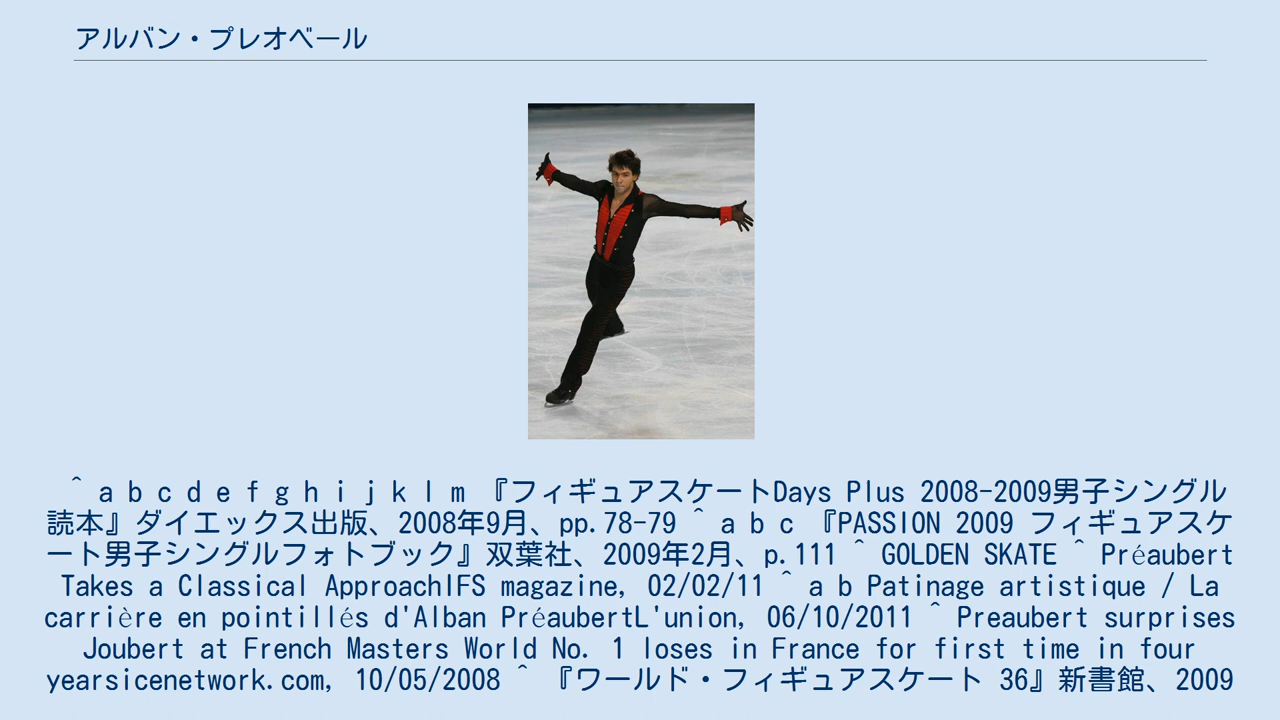 アルバン・プレオベール
^ a b c d e f g h i j k l m 『フィギュアスケートDays Plus 2008-2009男子シングル
読本』ダイエックス出版、2008年9月、pp.78-79 ^ a b c 『PASSION 2009 フィギュアスケ
ート男子シングルフォトブック』双葉社、2009年2月、p.111 ^ GOLDEN SKATE ^ Préaubert
Takes a Classical ApproachIFS magazine, 02/02/11 ^ a b Patinage artistique / La
carrière en pointillés d'Alban PréaubertL'union, 06/10/2011 ^ Preaubert surprises
Joubert at French Masters World No. 1 loses in France for first time in four
yearsicenetwork.com, 10/05/2008 ^ 『ワールド・フィギュアスケート 36』新書館、2009